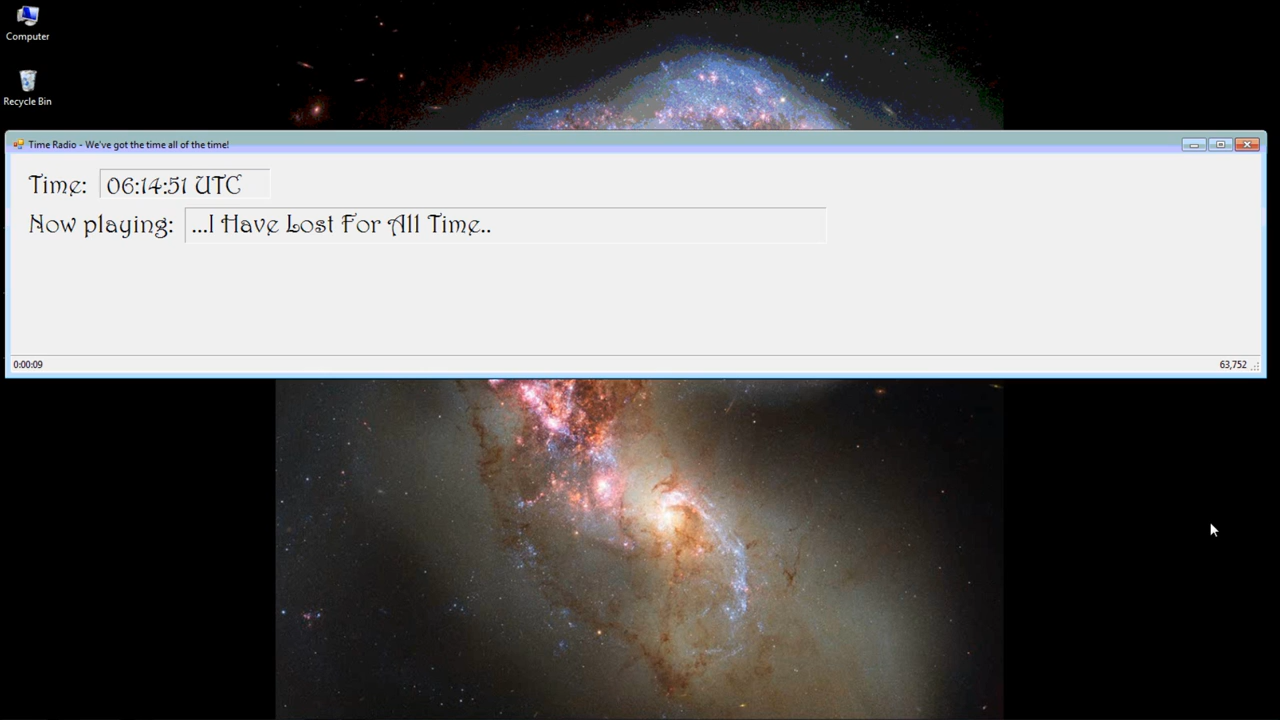 Computer
Recycle Bin
Time Radio - We've got the time all of the time!
Time: 06:14:51 UTC
Now playing: ...I Have Lost For All Time..
0:00:09 63,752